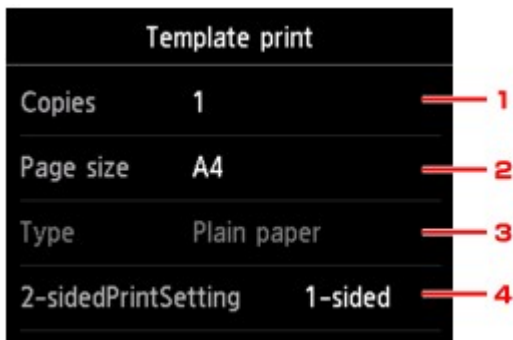 Template print
Copies 1 1
Page size A4 2
Type Plain paper 3
2-sidedPrintSetting 1-sided 4